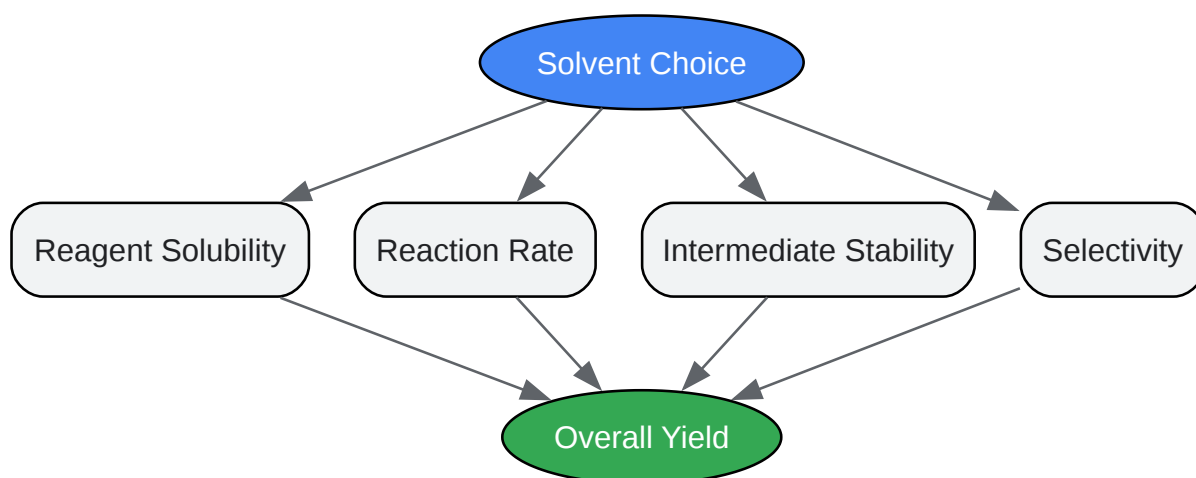 Solvent Choice
Reagent Solubility
Reaction Rate
Intermediate Stability
Selectivity
Overall Yield